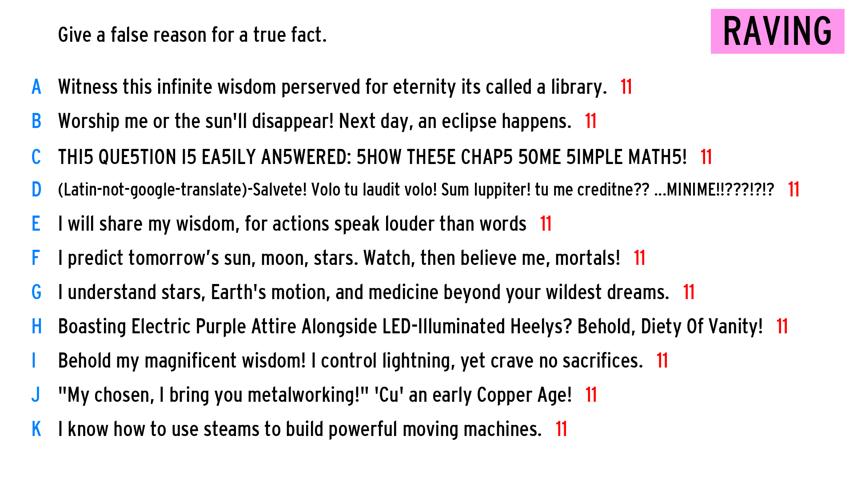 Give a false reason for a true fact.
RAVING
A Witness this infinite wisdom perserved for eternity its called a library. 11
B Worship me or the sun'll disappear! Next day, an eclipse happens. 11
C THI5 QUE5TION I5 EA5ILY AN5WERED: 5HOW THE5E CHAP5 5OME 5IMPLE MATH5! 11
D (Latin-not-google-translate)-Salvete! Volo tu laudit volo! Sum Iuppiter! tu me creditne?? ...MINIME!!???!?!? 11
E I will share my wisdom, for actions speak louder than words 11
F I predict tomorrow’s sun, moon, stars. Watch, then believe me, mortals! 11
G I understand stars, Earth's motion, and medicine beyond your wildest dreams. 11
H Boasting Electric Purple Attire Alongside LED-Illuminated Heelys? Behold, Diety Of Vanity! 11
I Behold my magnificent wisdom! I control lightning, yet crave no sacrifices. 11
J "My chosen, I bring you metalworking!" 'Cu' an early Copper Age! 11
K I know how to use steams to build powerful moving machines. 11